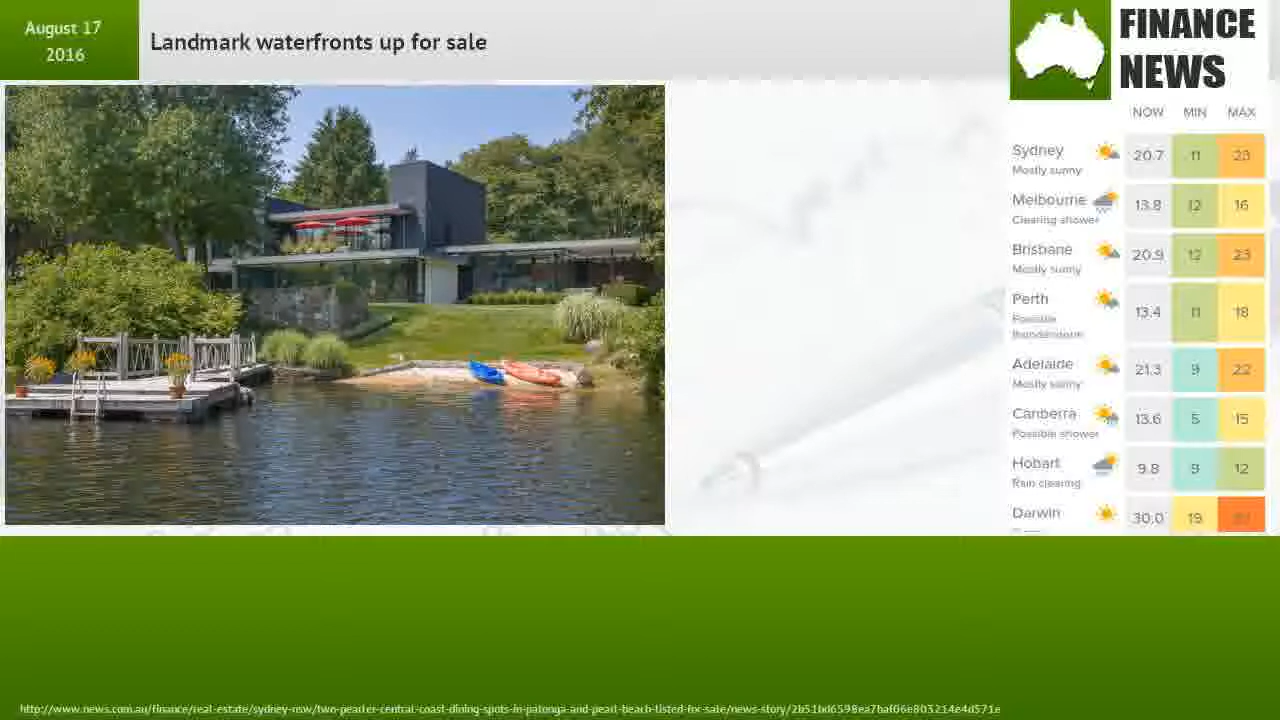 August 17
2016
Landmark waterfronts up for sale
FINANCE
NEWS
NOW MIN MAX
Sydney 20.7 11 23
Mostly sunny
Melbourne 13.8 12 16
Clearing shower
Brisbane 20.9 12 23
Mostly sunny
Perth 13.4 11 18
Possible
thunderstorm
Adelaide 21.3 9 22
Mostly sunny
Canberra 13.6 5 15
Possible shower
Hobart 9.8 9 12
Rain clearing
Darwin 30.0 19
http://www.news.com.au/finance/real-estate/sydney-nsw/two-pearler-central-coast-dining-spots-in-patonga-and-pearl-beach-listed-for-sale/news-story/2b51bd6598ea7baf06e803214e4d571e